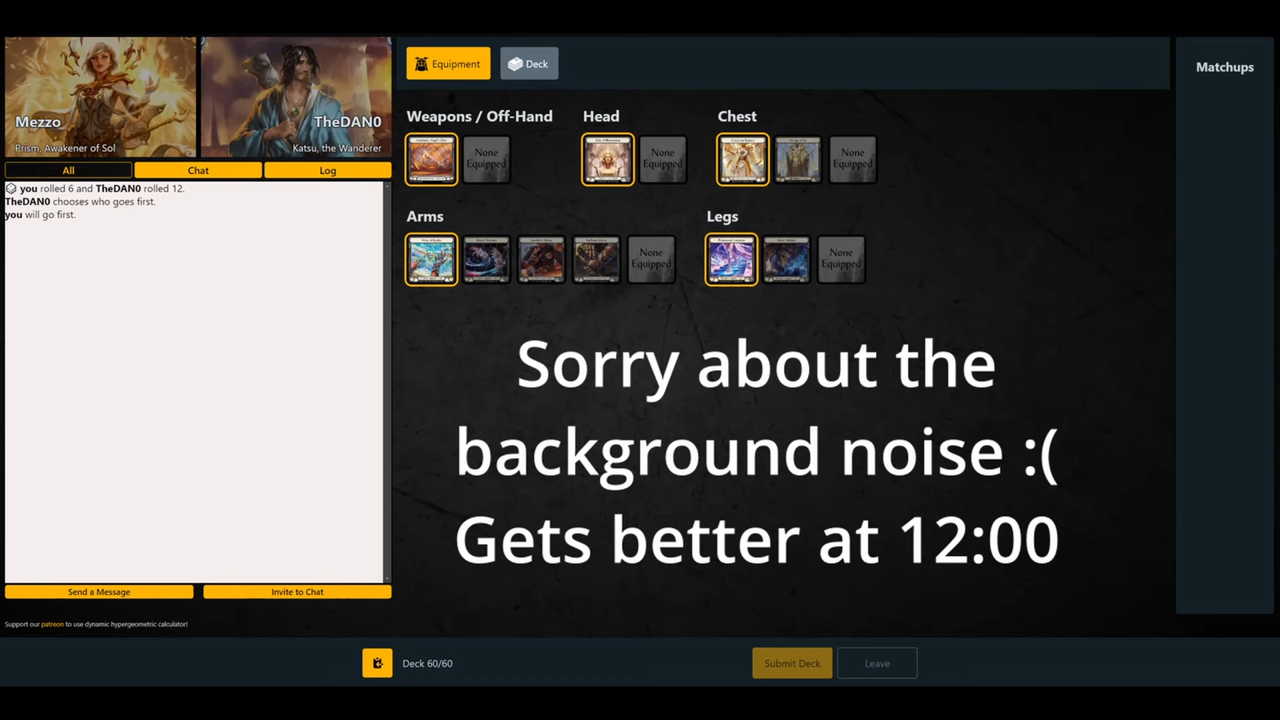 Mezzo
Prism, Awakener of Sol
TheDAN0
Katsu, the Wanderer
All
Chat
Log
you rolled 6 and TheDAN0 rolled 12.
TheDAN0 chooses who goes first.
you will go first.
Send a Message
Invite to Chat
Support our patreon to use dynamic hypergeometric calculator!
Equipment
Deck
Matchups
Weapons / Off-Hand
Head
Chest
None
Equipped
None
Equipped
None
Equipped
Arms
Legs
None
Equipped
None
Equipped
Sorry about the
background noise :(
Gets better at 12:00
Deck 60/60
Submit Deck
Leave